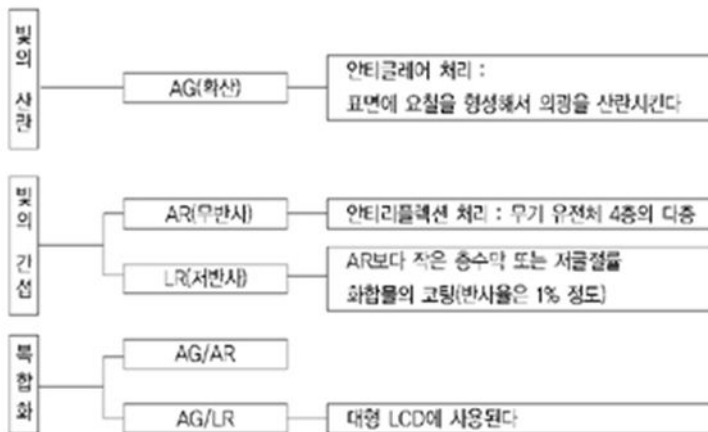 빛의 산란
AG(확산)
안티글레어 처리 :
표면에 요철을 형성해서 외광을 산란시킨다
빛의 간섭
AR(무반사)
안티리플렉션 처리 : 무기 유전체 4층의 다층
LR(저반사)
AR보다 작은 층수막 또는 저굴절률
화합물의 코팅(반사율은 1% 정도)
복합화
AG/AR
AG/LR
대형 LCD에 사용된다